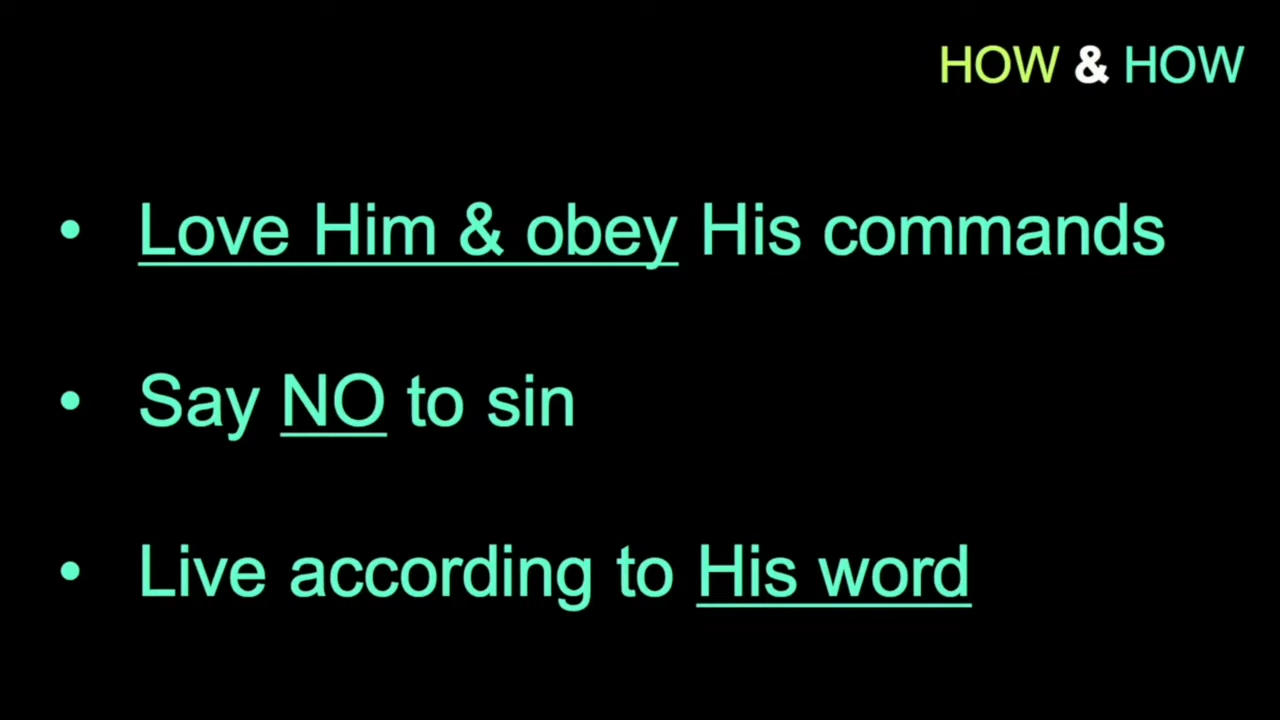 HOW & HOW
• Love Him & obey His commands
• Say NO to sin
• Live according to His word